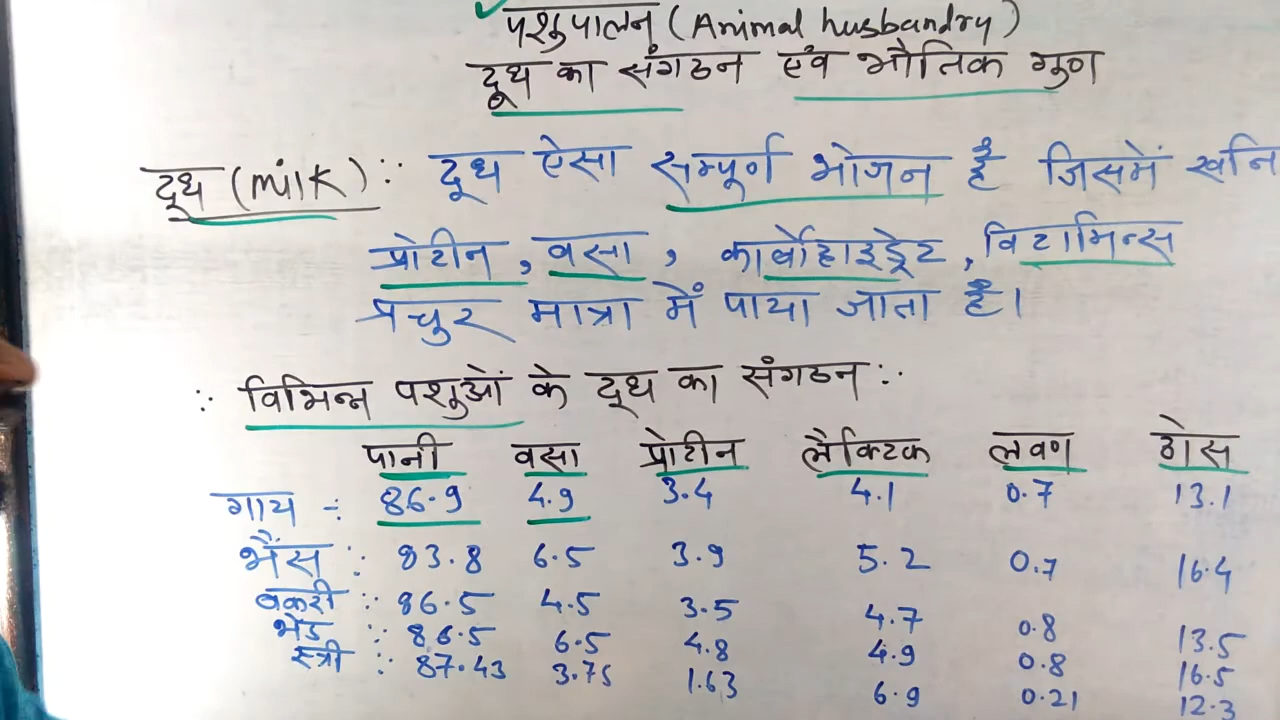 पशुपालन (Animal husbandry)
दूध का संगठन एंव भौतिक गुण
दूध (milk) :· दूध ऐसा सम्पूर्ण भोजन है जिसमें खनि
प्रोटीन, वसा, कार्बोहाइड्रेट, विटामिन्स
प्रचुर मात्रा में पाया जाता है।
:· विभिन्न पशुओं के दूध का संगठन :·
पानी वसा प्रोटीन लैक्टिक लवण ठोस
गाय -: 86.9 4.9 3.4 4.1 0.7 13.1
भैंस :· 83.8 6.5 3.9 5.2 0.7 16.4
बकरी :· 86.5 4.5 3.5 4.7 0.8 13.5
भेड :· 86.5 6.5 4.8 4.9 0.8 16.5
स्त्री :· 87.43 3.75 1.63 6.9 0.21 12.3